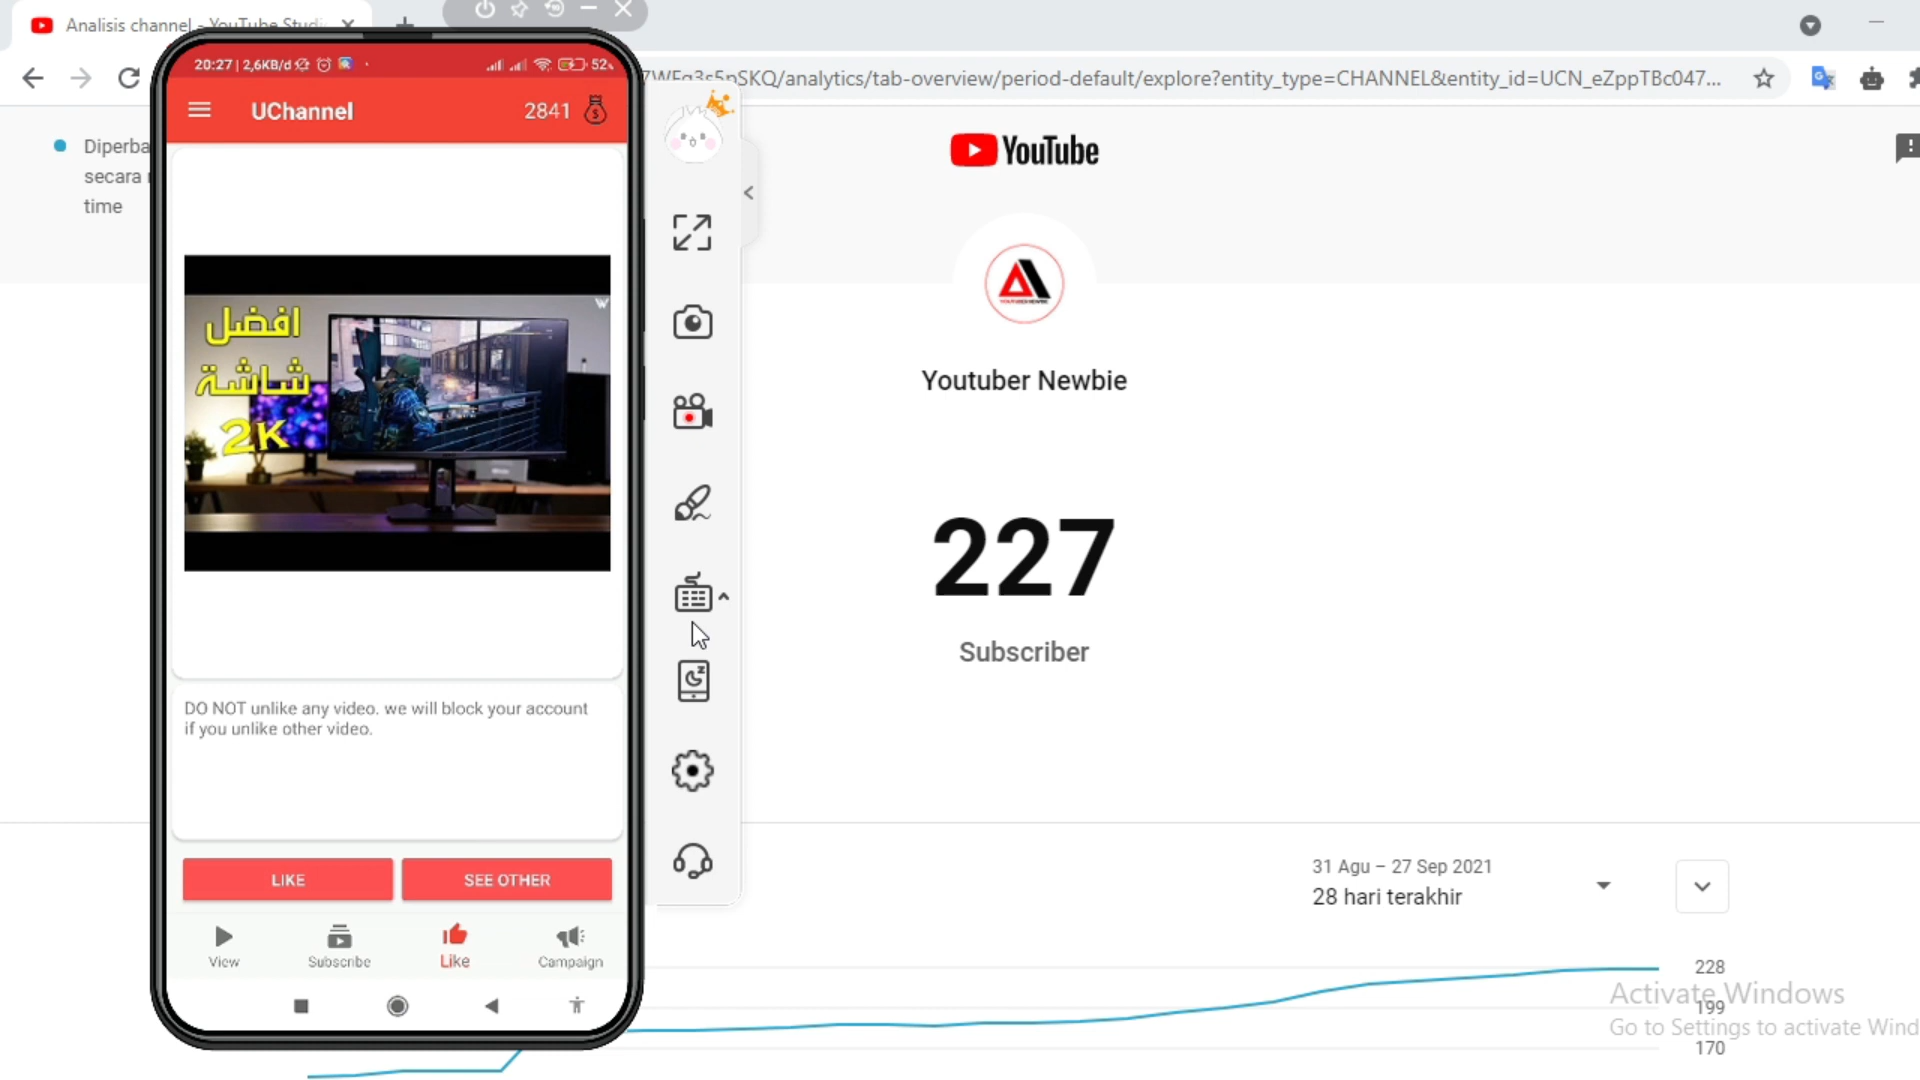 Analisis channel - YouTube Studi
7WFq3s5nSKQ/analytics/tab-overview/period-default/explore?entity_type=CHANNEL&entity_id=UCN_eZppTBc047...
Diperba
secara
time
20:27 | 2,6KB/d
52
UChannel
2841
افضل
شاشة
2K
W
DO NOT unlike any video. we will block your account
if you unlike other video.
LIKE
SEE OTHER
View
Subscribe
Like
Campaign
YouTube
Youtuber Newbie
227
Subscriber
31 Agu – 27 Sep 2021
28 hari terakhir
228
199
170
Activate Windows
Go to Settings to activate Wind